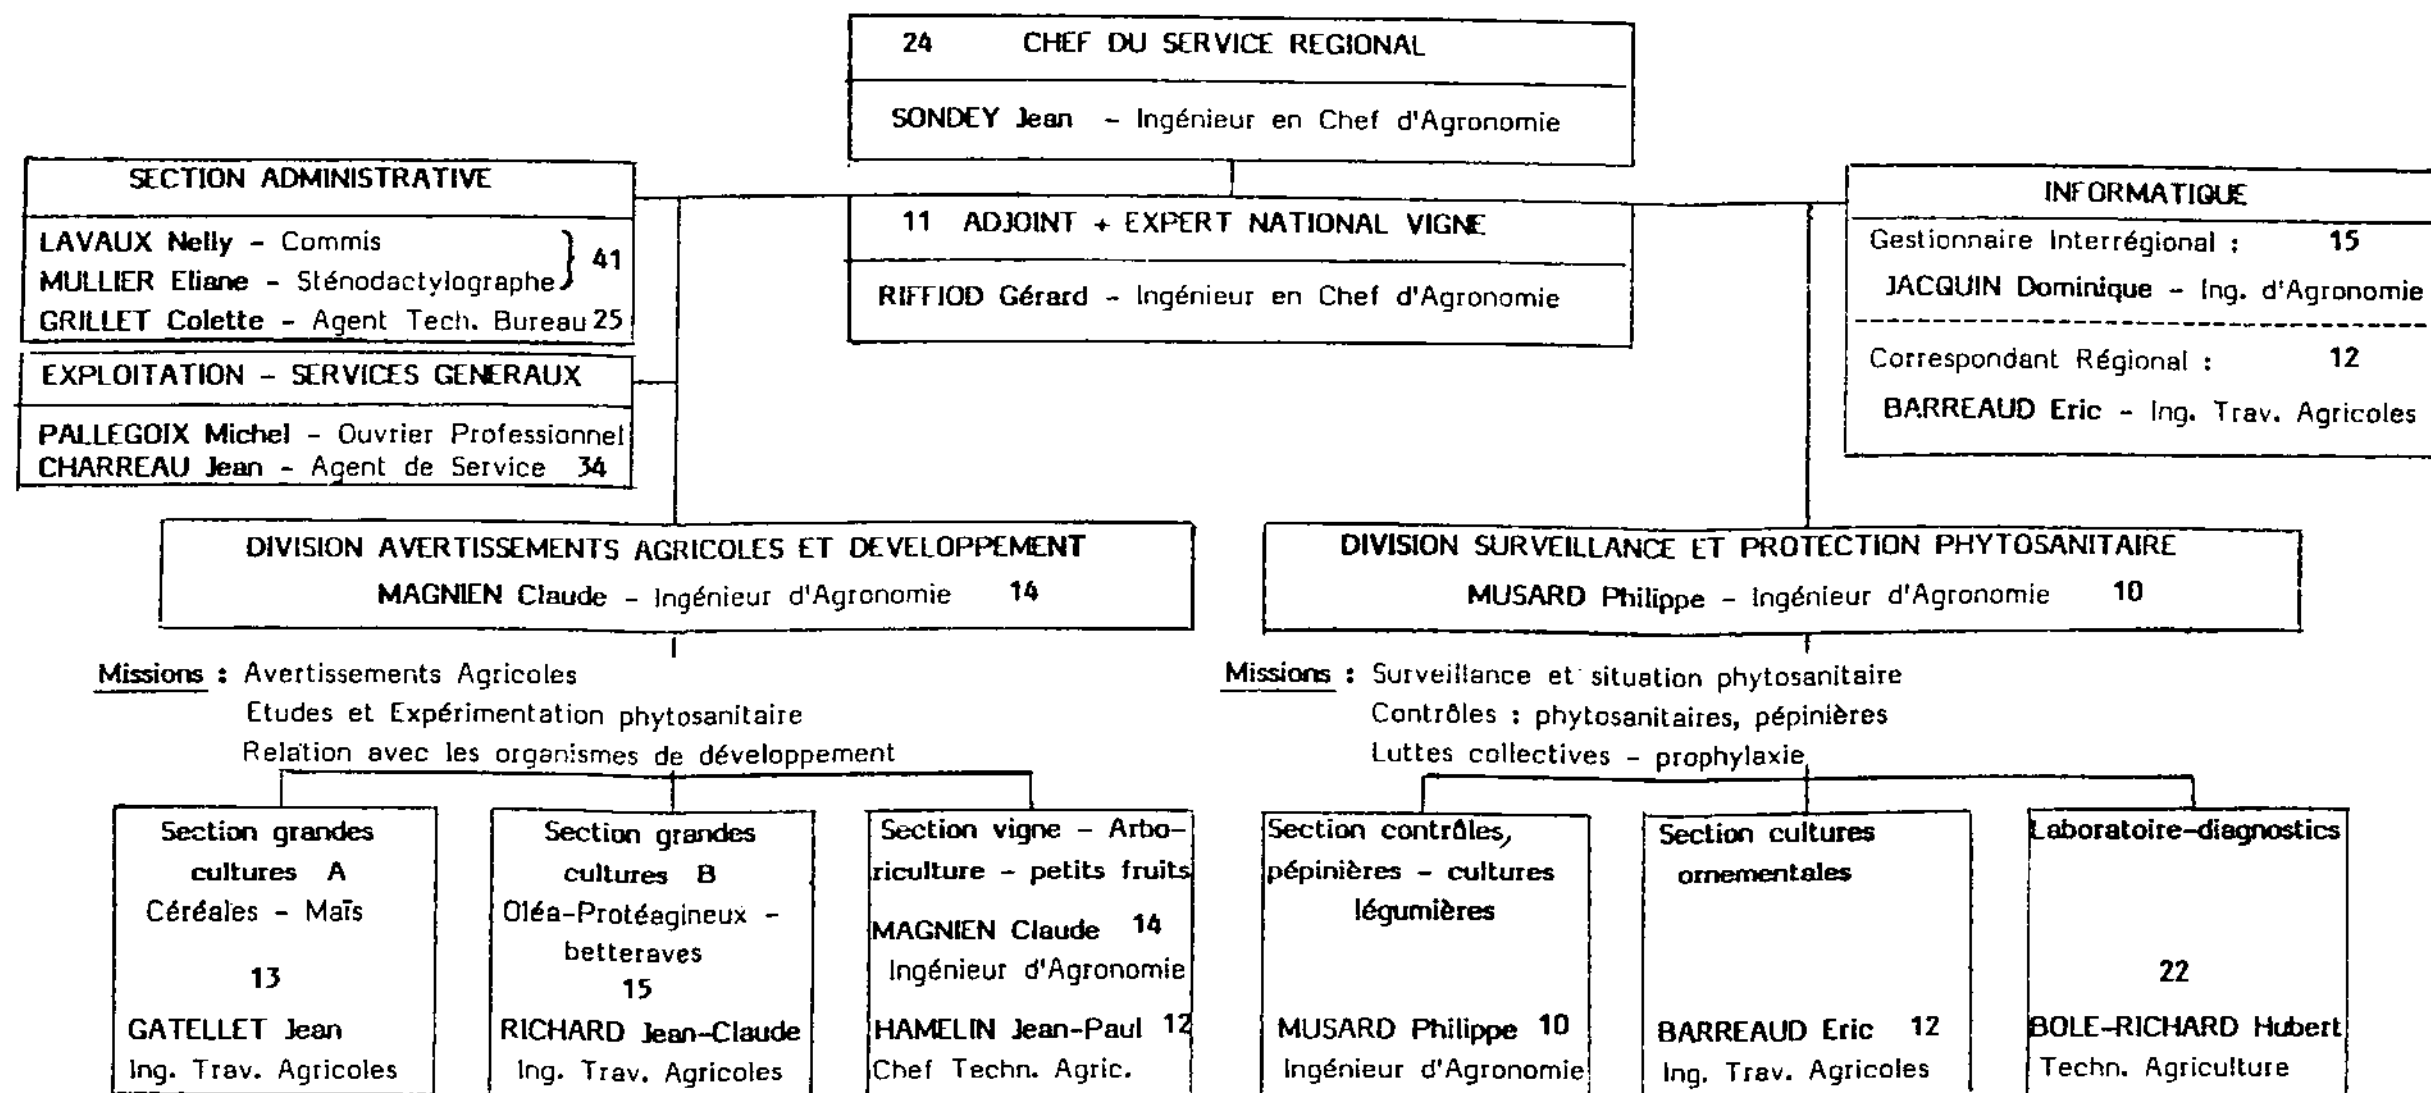 24 CHEF DU SERVICE REGIONAL
SONDEY Jean - Ingénieur en Chef d'Agronomie
SECTION ADMINISTRATIVE
LAVAUX Nelly - Commis
MULLIER Eliane - Sténodactylographe } 41
GRILLET Colette - Agent Tech. Bureau 25
11 ADJOINT + EXPERT NATIONAL VIGNE
RIFFIOD Gérard - Ingénieur en Chef d'Agronomie
INFORMATIQUE
Gestionnaire Interrégional : 15
JACQUIN Dominique - Ing. d'Agronomie
Correspondant Régional : 12
BARREAUD Eric - Ing. Trav. Agricoles
EXPLOITATION - SERVICES GENERAUX
PALLEGOIX Michel - Ouvrier Professionnel
CHARREAU Jean - Agent de Service 34
DIVISION AVERTISSEMENTS AGRICOLES ET DEVELOPPEMENT
MAGNIEN Claude - Ingénieur d'Agronomie 14
Missions : Avertissements Agricoles
Etudes et Expérimentation phytosanitaire
Relation avec les organismes de développement
DIVISION SURVEILLANCE ET PROTECTION PHYTOSANITAIRE
MUSARD Philippe - Ingénieur d'Agronomie 10
Missions : Surveillance et situation phytosanitaire
Contrôles : phytosanitaires, pépinières
Luttes collectives - prophylaxie
Section grandes
cultures A
Céréales - Maïs
13
GATELLET Jean
Ing. Trav. Agricoles
Section grandes
cultures B
Oléa-Protéagineux -
betteraves
15
RICHARD Jean-Claude
Ing. Trav. Agricoles
Section vigne - Arbo-
riculture - petits fruits
MAGNIEN Claude 14
Ingénieur d'Agronomie
HAMELIN Jean-Paul 12
Chef Techn. Agric.
Section contrôles,
pépinières - cultures
légumières
MUSARD Philippe 10
Ingénieur d'Agronomie
Section cultures
ornementales
BARREAUD Eric 12
Ing. Trav. Agricoles
Laboratoire-diagnostics
22
BOLE-RICHARD Hubert
Techn. Agriculture